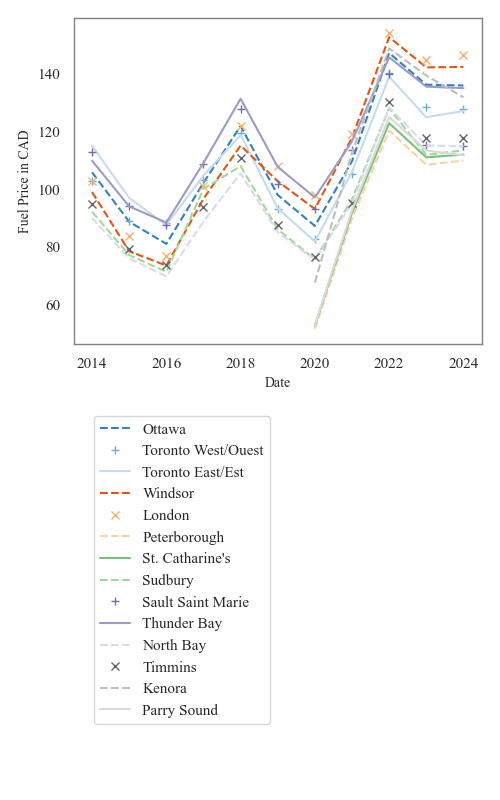 140
120
100
80
60
Fuel Price in CAD
2014 2016 2018 2020 2022 2024
Date
Ottawa
Toronto West/Ouest
Toronto East/Est
Windsor
London
Peterborough
St. Catharine's
Sudbury
Sault Saint Marie
Thunder Bay
North Bay
Timmins
Kenora
Parry Sound